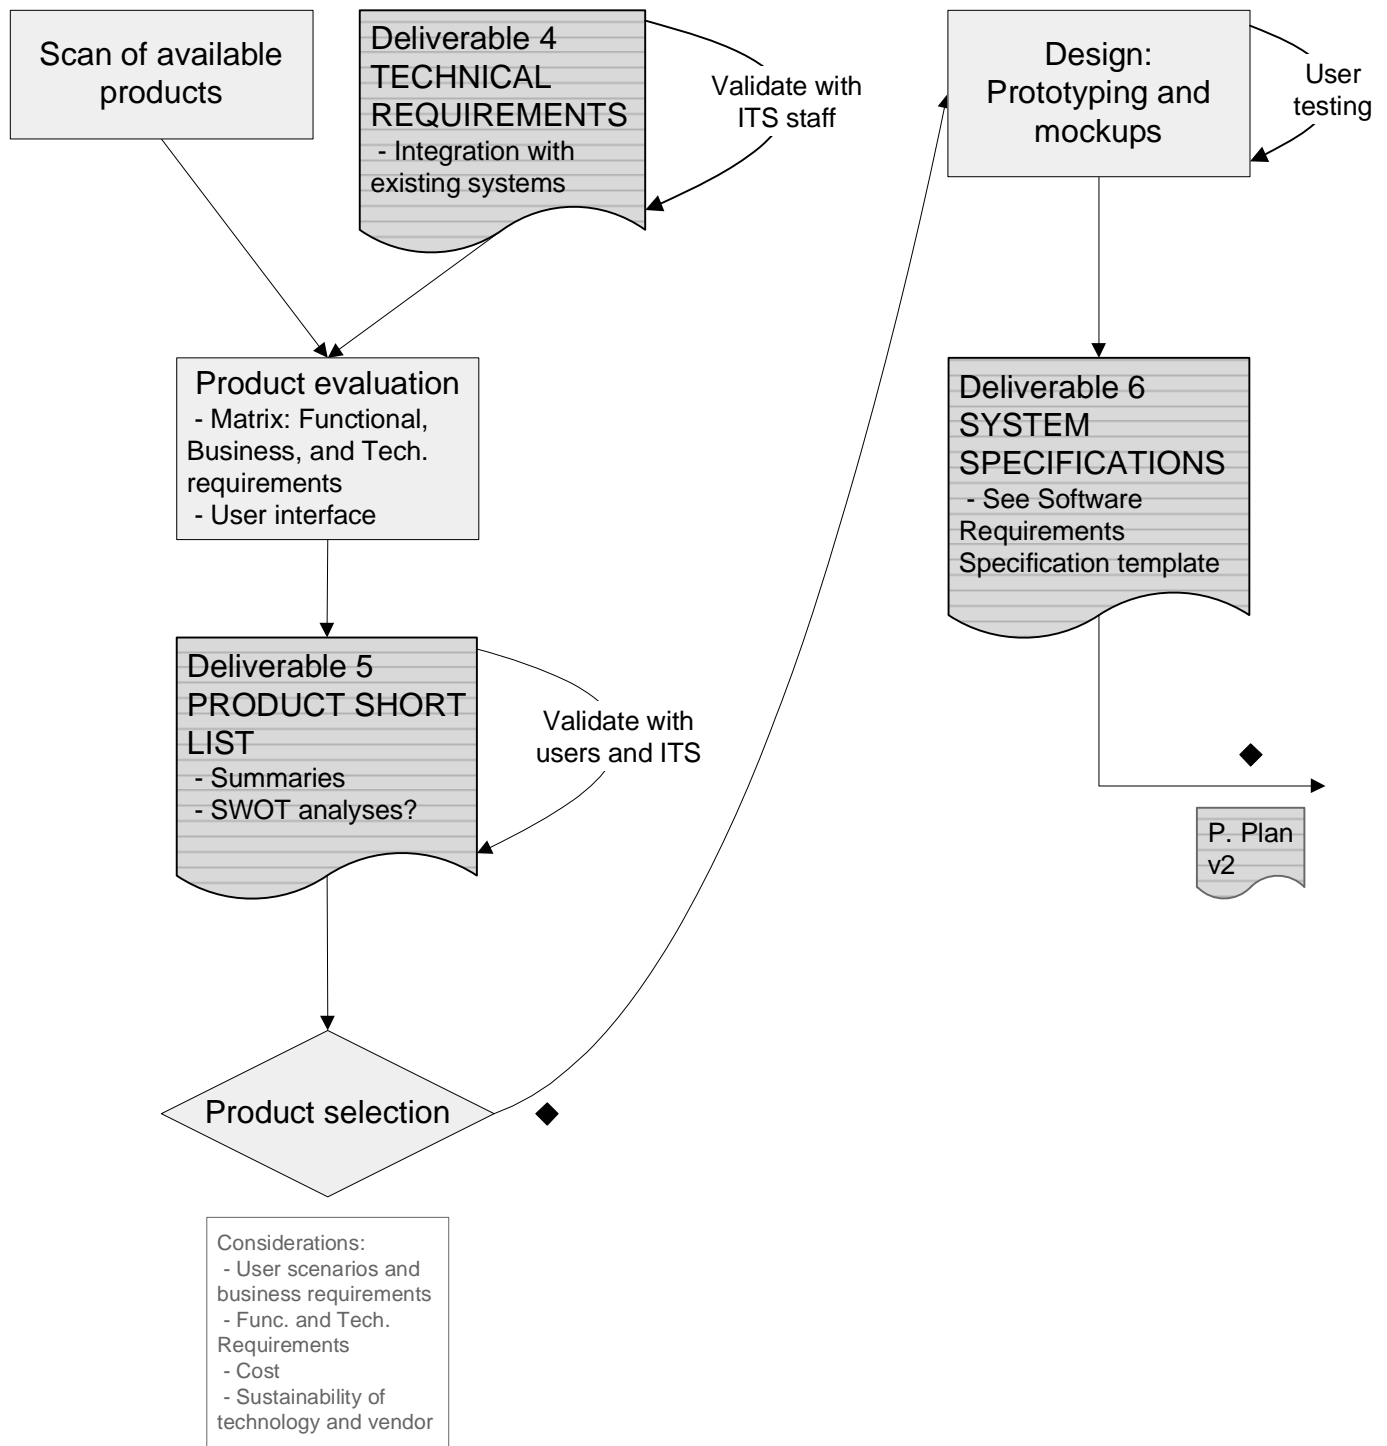 Scan of available
products
Deliverable 4
TECHNICAL
REQUIREMENTS
- Integration with
existing systems
Validate with
ITS staff
Product evaluation
- Matrix: Functional,
Business, and Tech.
requirements
- User interface
Deliverable 5
PRODUCT SHORT
LIST
- Summaries
- SWOT analyses?
Validate with
users and ITS
Product selection
Considerations:
- User scenarios and
business requirements
- Func. and Tech.
Requirements
- Cost
- Sustainability of
technology and vendor
Design:
Prototyping and
mockups
User
testing
Deliverable 6
SYSTEM
SPECIFICATIONS
- See Software
Requirements
Specification template
P. Plan
v2